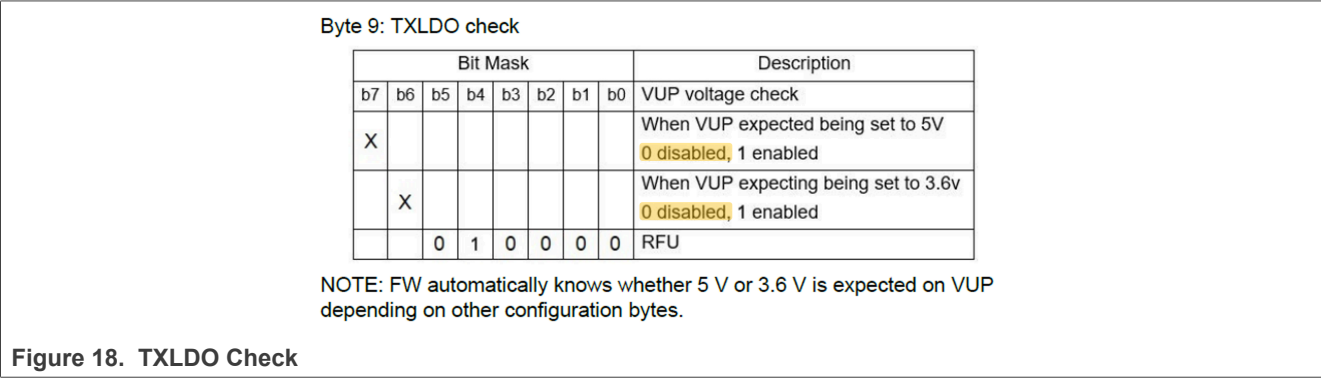 Byte 9: TXLDO check
Bit Mask Description
b7 b6 b5 b4 b3 b2 b1 b0 VUP voltage check
X When VUP expected being set to 5V
0 disabled, 1 enabled
X When VUP expecting being set to 3.6v
0 disabled, 1 enabled
0 1 0 0 0 0 RFU
NOTE: FW automatically knows whether 5 V or 3.6 V is expected on VUP
depending on other configuration bytes.
Figure 18. TXLDO Check